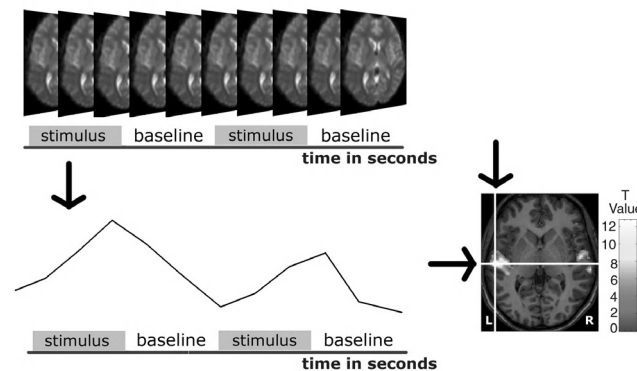 stimulus baseline stimulus baseline
time in seconds
T
Value
12
10
8
6
4
2
0
L R
stimulus baseline stimulus baseline
time in seconds